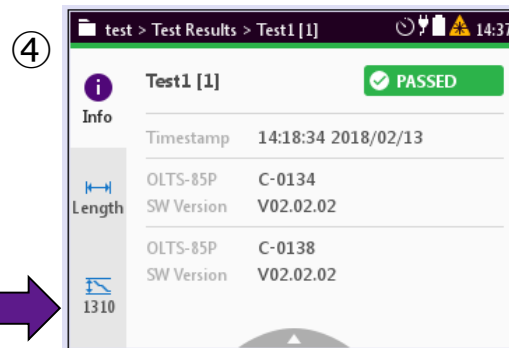 ④
test > Test Results > Test1 [1] 14:37
Test1 [1] PASSED
Info
Timestamp 14:18:34 2018/02/13
OLTS-85P C-0134
Length SW Version V02.02.02
OLTS-85P C-0138
SW Version V02.02.02
1310